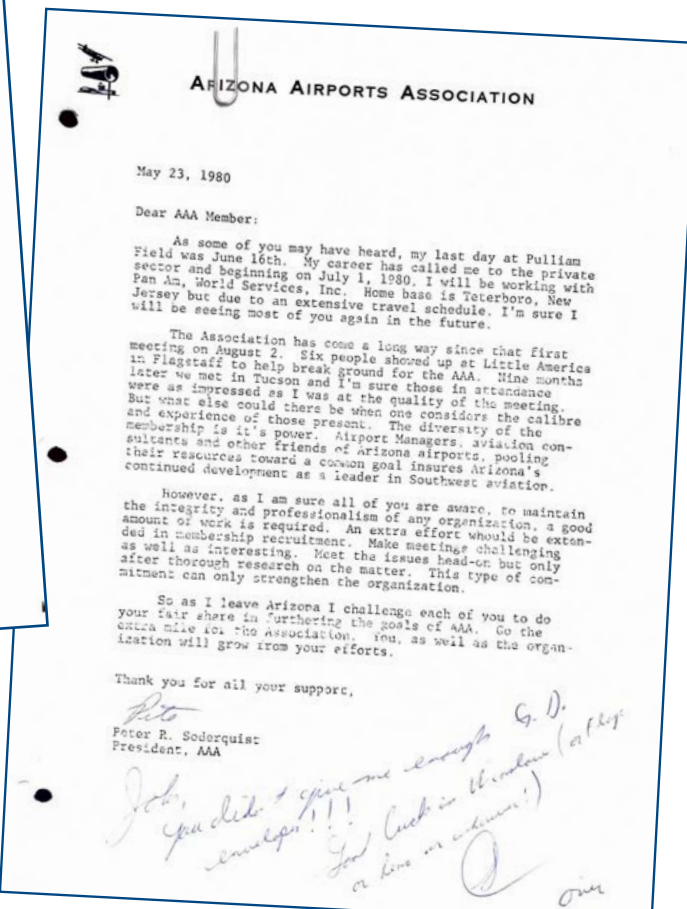 ARIZONA AIRPORTS ASSOCIATION
May 23, 1980
Dear AAA Member:
As some of you may have heard, my last day at Pulliam
Field was June 16th. My career has called me to the private
sector and beginning on July 1, 1980, I will be working with
Pan Am, World Services, Inc. Home base is Teterboro, New
Jersey but due to an extensive travel schedule. I'm sure I
will be seeing most of you again in the future.
The Association has come a long way since that first
meeting on August 2. Six people showed up at Little America
in Flagstaff to help break ground for the AAA. Nine months
later we met in Tucson and I'm sure those in attendance
were as impressed as I was at the quality of the meeting.
But what else could there be when one considers the calibre
and experience of those present. The diversity of the
membership is it's power. Airport Managers, aviation con-
sultants and other friends of Arizona airports, pooling
their resources toward a common goal insures Arizona's
continued development as a leader in Southwest aviation.
However, as I am sure all of you are aware, to maintain
the integrity and professionalism of any organization, a good
amount of work is required. An extra effort whould be exten-
ded in membership recruitment. Make meetings challenging
as well as interesting. Meet the issues head-on but only
after thorough research on the matter. This type of com-
mitment can only strengthen the organization.
So as I leave Arizona I challenge each of you to do
your fair share in furthering the goals of AAA. Go the
extra mile for the Association. You, as well as the organ-
ization will grow from your efforts.
Thank you for all your support,
Pete
Peter R. Soderquist
President, AAA
John,
you didn't give me enough G. D.
envelopes!!!
Good luck in Window (
or
over